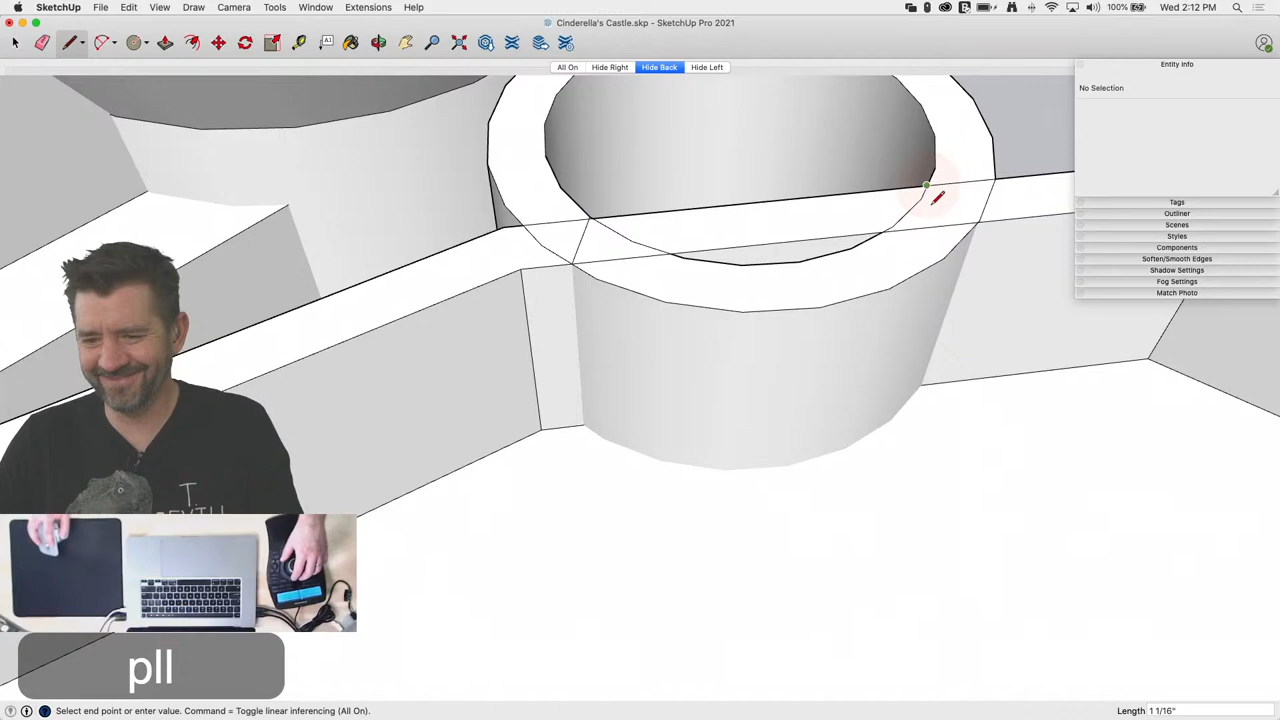 SketchUp File Edit View Draw Camera Tools Window Extensions Help 100% Wed 2:12 PM
Cinderella's Castle.skp - SketchUp Pro 2021
All On Hide Right Hide Back Hide Left
Entity Info
No Selection
Tags
Outliner
Scenes
Styles
Components
Soften/Smooth Edges
Shadow Settings
Fog Settings
Match Photo
pll
Select end point or enter value. Command = Toggle linear inferencing (All On). Length 1 1/16"